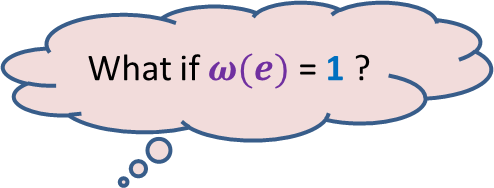 What if ω(e) = 1 ?